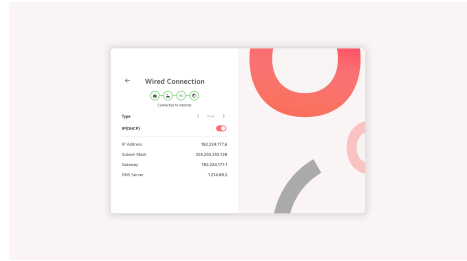 Wired Connection
Connected to Internet
Type
IP(DHCP)
IP Address 192.224.177.6
Subnet Mask 255.255.255.128
Gateway 192.224.177.1
DNS Server 1.214.68.2